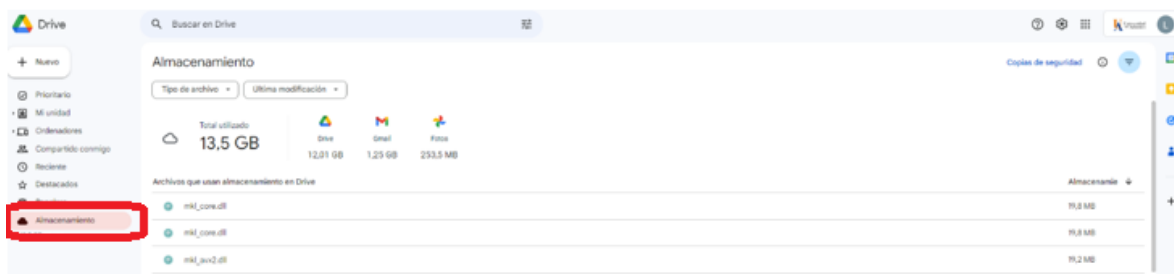 Drive
Buscar en Drive
+ Nuevo
Almacenamiento
Copias de seguridad
Tipo de archivo
Última modificación
Prioritario
Mi unidad
Ordenadores
Compartido conmigo
Reciente
Destacados
Almacenamiento
Total utilizado
13,5 GB
Drive
12,01 GB
Gmail
1,25 GB
Fotos
253,5 MB
Archivos que usan almacenamiento en Drive
mkl_core.dll
19,8 MB
mkl_core.dll
19,8 MB
mkl_avx2.dll
19,2 MB
L